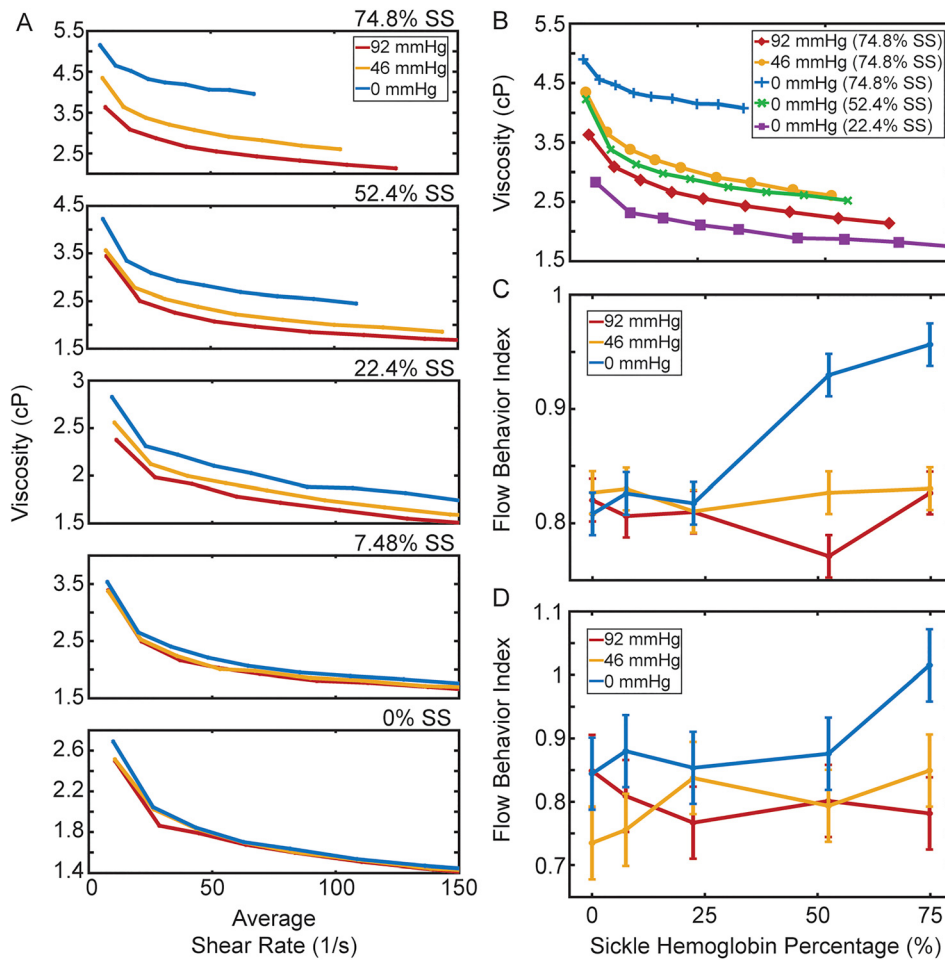 A
74.8% SS
5.5
4.5
3.5
2.5
92 mmHg
46 mmHg
0 mmHg
52.4% SS
4.5
3.5
2.5
1.5
22.4% SS
3
2.5
2
1.5
7.48% SS
3.5
2.5
1.5
0% SS
2.6
2.2
1.8
1.4
0
50
100
150
Viscosity (cP)
Average
Shear Rate (1/s)
B
5.5
4.5
3.5
2.5
1.5
Viscosity (cP)
92 mmHg (74.8% SS)
46 mmHg (74.8% SS)
0 mmHg (74.8% SS)
0 mmHg (52.4% SS)
0 mmHg (22.4% SS)
C
1
0.9
0.8
Flow Behavior Index
92 mmHg
46 mmHg
0 mmHg
D
1.1
1
0.9
0.8
0.7
Flow Behavior Index
92 mmHg
46 mmHg
0 mmHg
0
25
50
75
Sickle Hemoglobin Percentage (%)